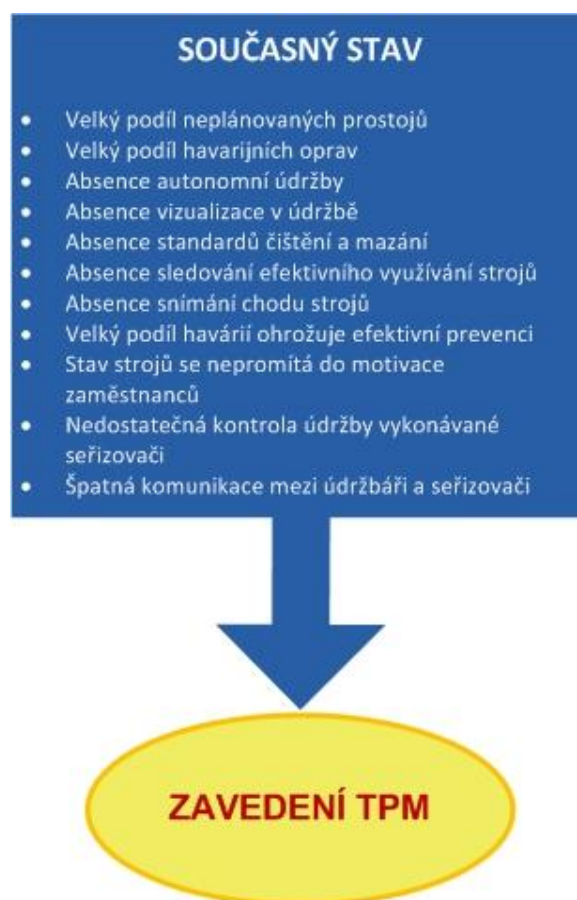 SOUČASNÝ STAV
• Velký podíl neplánovaných prostojů
• Velký podíl havarijních oprav
• Absence autonomní údržby
• Absence vizualizace v údržbě
• Absence standardů čištění a mazání
• Absence sledování efektivního využívání strojů
• Absence snímání chodu strojů
• Velký podíl havárií ohrožuje efektivní prevenci
• Stav strojů se nepromítá do motivace
zaměstnanců
• Nedostatečná kontrola údržby vykonávané
seřizovači
• Špatná komunikace mezi údržbáři a seřizovači
ZAVEDENÍ TPM